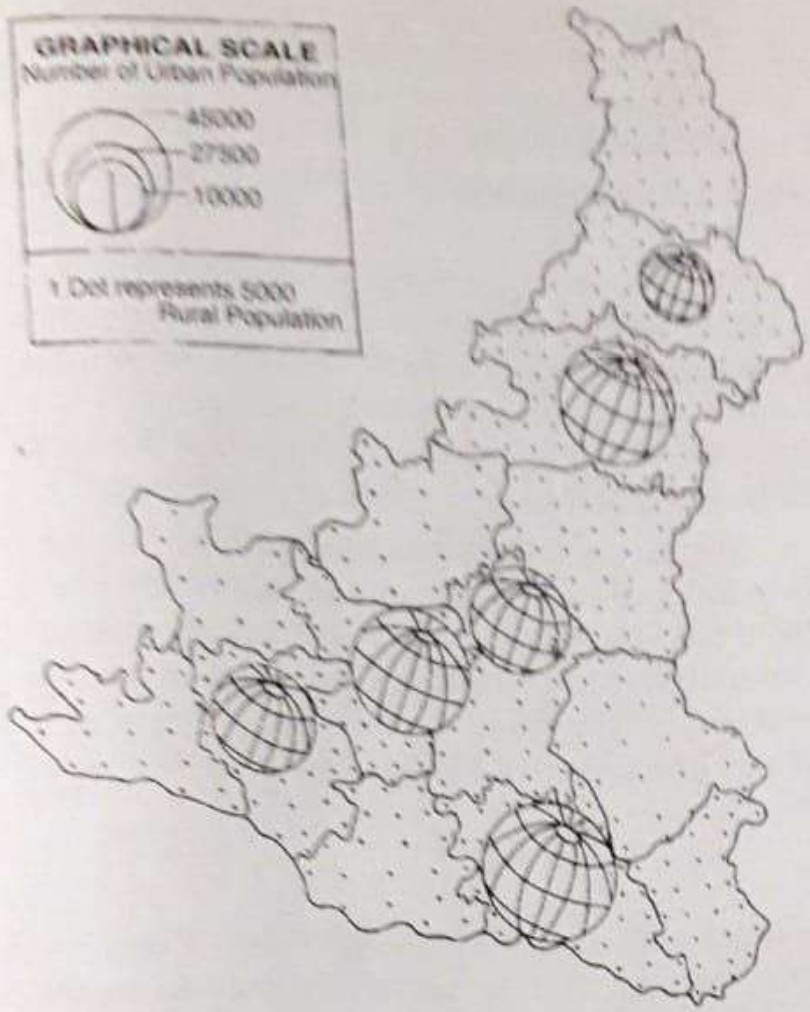 GRAPHICAL SCALE
Number of Urban Population
45000
27500
10000
1 Dot represents 5000
Rural Population